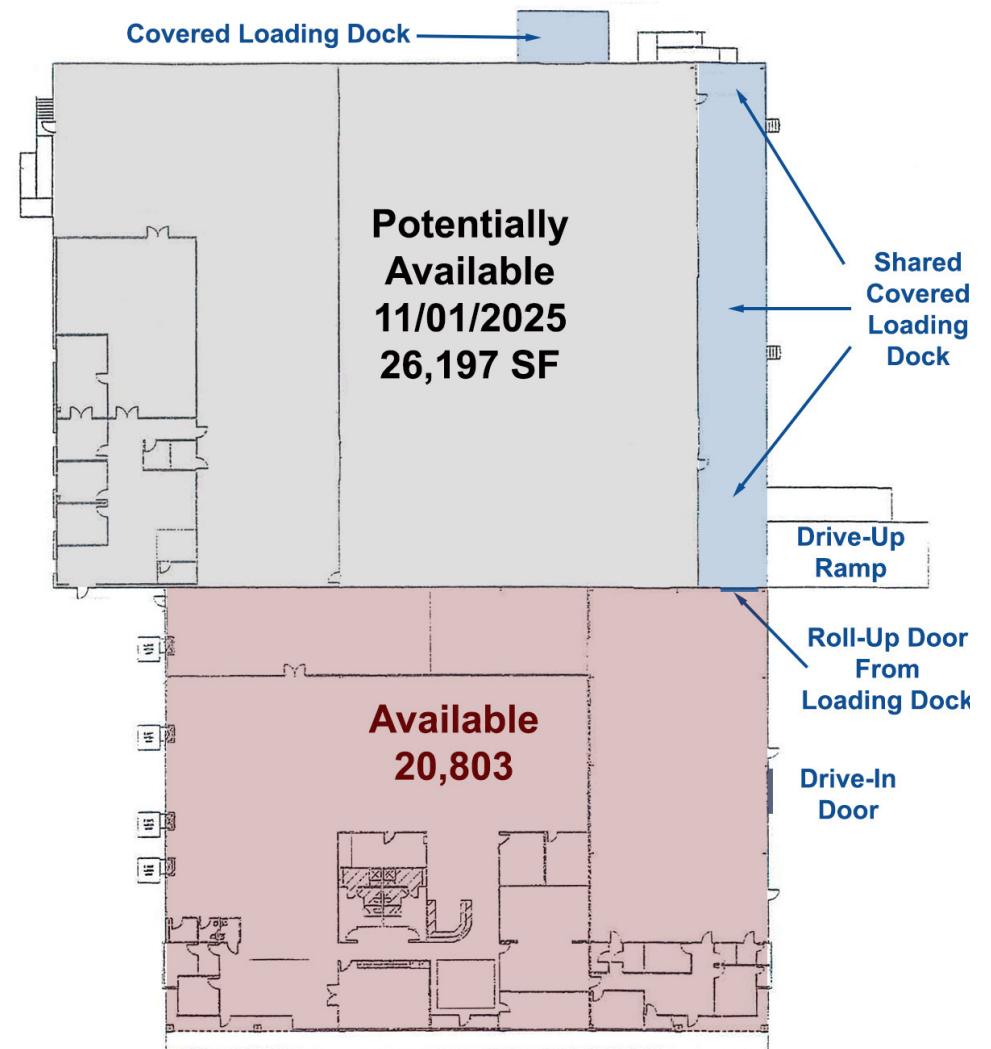 Covered Loading Dock
Potentially
Available
11/01/2025
26,197 SF
Shared
Covered
Loading
Dock
Drive-Up
Ramp
Roll-Up Door
From
Loading Dock
Available
20,803
Drive-In
Door